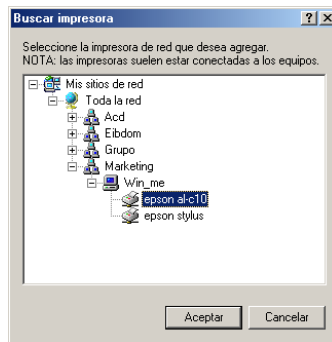 Buscar impresora
Seleccione la impresora de red que desea agregar.
NOTA: las impresoras suelen estar conectadas a los equipos.
Mis sitios de red
Toda la red
Acd
Eibdom
Grupo
Marketing
Win_me
epson al-c10
epson stylus
Aceptar
Cancelar